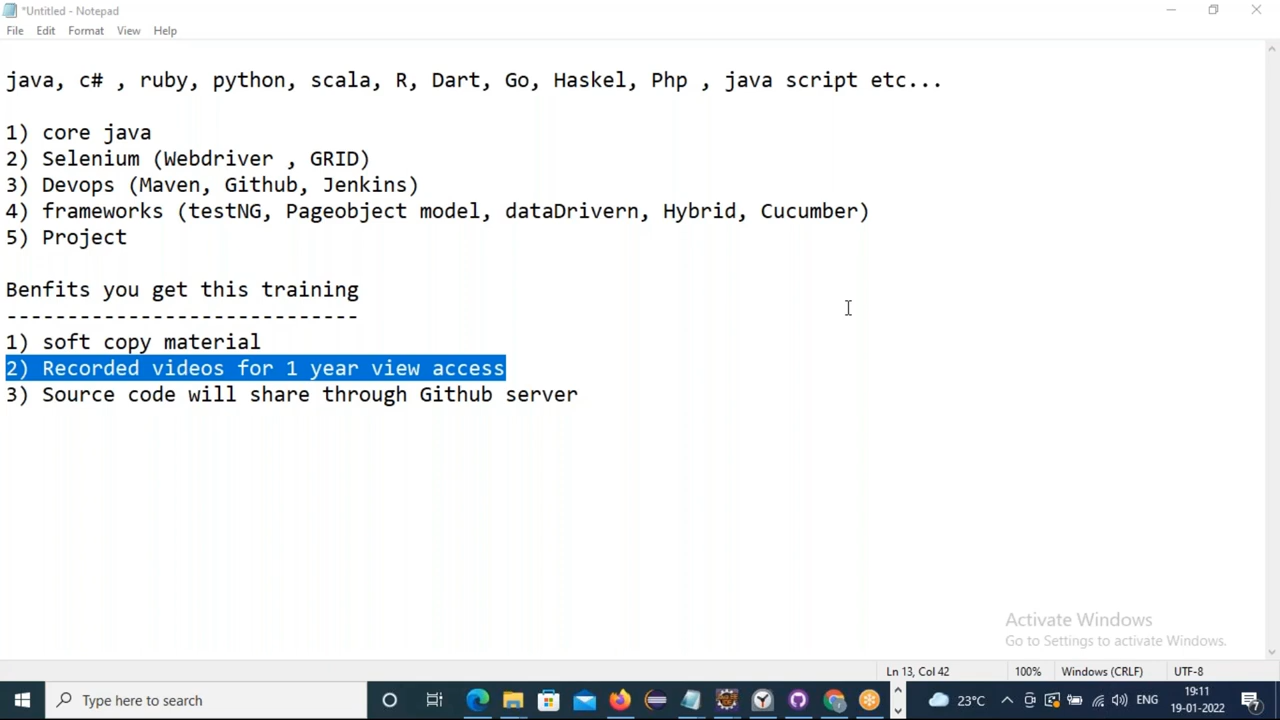 *Untitled - Notepad
File Edit Format View Help
java, c# , ruby, python, scala, R, Dart, Go, Haskel, Php , java script etc...
1) core java
2) Selenium (Webdriver , GRID)
3) Devops (Maven, Github, Jenkins)
4) frameworks (testNG, Pageobject model, dataDrivern, Hybrid, Cucumber)
5) Project
Benfits you get this training
-----------------------------
1) soft copy material
2) Recorded videos for 1 year view access
3) Source code will share through Github server
Activate Windows
Go to Settings to activate Windows.
Ln 13, Col 42 100% Windows (CRLF) UTF-8
Type here to search 23°C ENG 19:11
19-01-2022 7